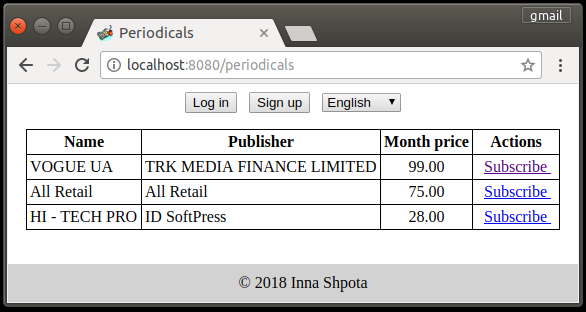 gmail
Periodicals
localhost:8080/periodicals
Log in Sign up English
Name Publisher Month price Actions
VOGUE UA TRK MEDIA FINANCE LIMITED 99.00 Subscribe
All Retail All Retail 75.00 Subscribe
HI - TECH PRO ID SoftPress 28.00 Subscribe
© 2018 Inna Shpota